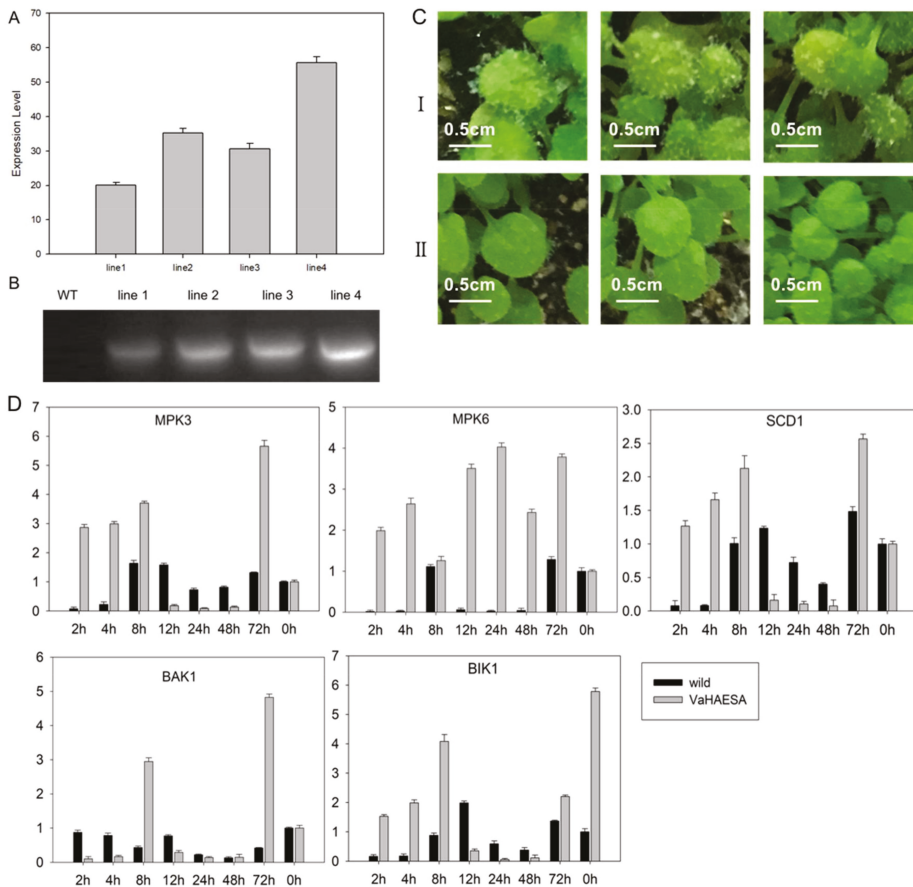 A
Expression Level
70
60
50
40
30
20
10
0
line1 line2 line3 line4
B
WT line 1 line 2 line 3 line 4
C
I
0.5cm 0.5cm 0.5cm
II
0.5cm 0.5cm 0.5cm
D
MPK3
7
6
5
4
3
2
1
0
2h 4h 8h 12h 24h 48h 72h 0h
MPK6
5
4
3
2
1
0
2h 4h 8h 12h 24h 48h 72h 0h
SCD1
3.0
2.5
2.0
1.5
1.0
0.5
0.0
2h 4h 8h 12h 24h 48h 72h 0h
BAK1
6
5
4
3
2
1
0
2h 4h 8h 12h 24h 48h 72h 0h
BIK1
7
6
5
4
3
2
1
0
2h 4h 8h 12h 24h 48h 72h 0h
wild
VaHAESA